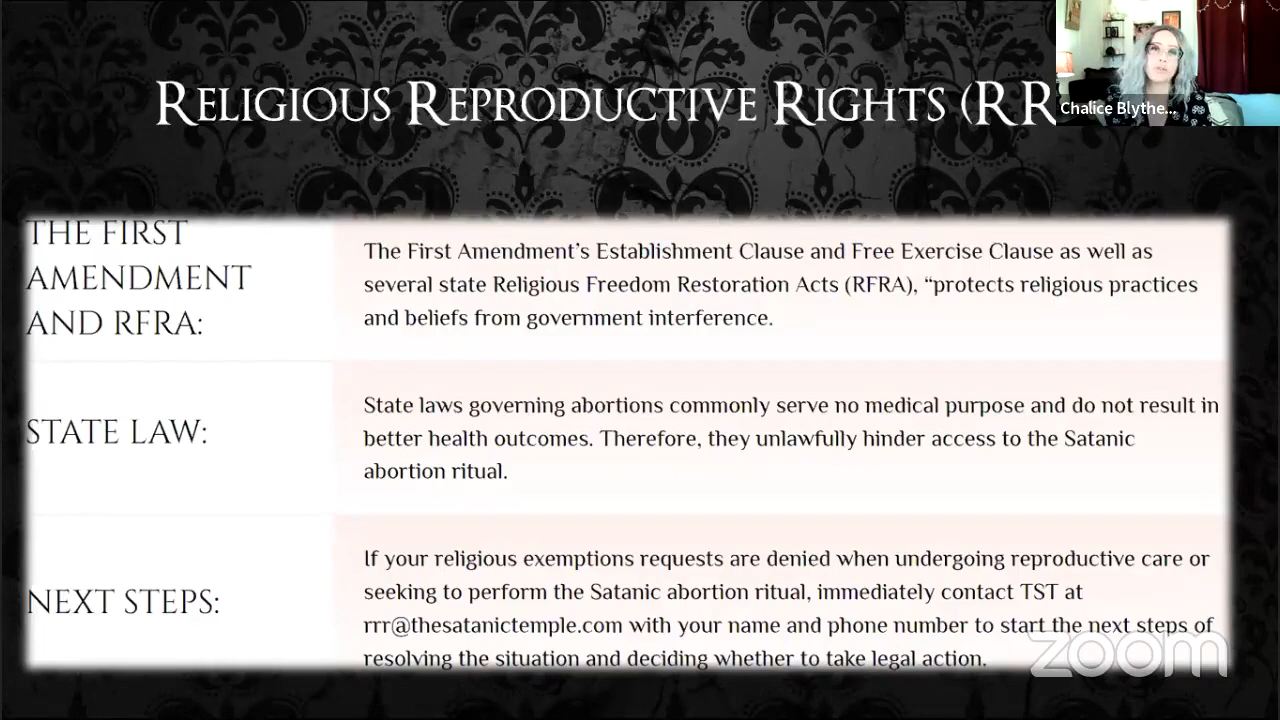 RELIGIOUS REPRODUCTIVE RIGHTS (RR
Chalice Blythe...
THE FIRST
AMENDMENT
AND RFRA:
The First Amendment’s Establishment Clause and Free Exercise Clause as well as
several state Religious Freedom Restoration Acts (RFRA), “protects religious practices
and beliefs from government interference.
STATE LAW:
State laws governing abortions commonly serve no medical purpose and do not result in
better health outcomes. Therefore, they unlawfully hinder access to the Satanic
abortion ritual.
NEXT STEPS:
If your religious exemptions requests are denied when undergoing reproductive care or
seeking to perform the Satanic abortion ritual, immediately contact TST at
rrr@thesatanictemple.com with your name and phone number to start the next steps of
resolving the situation and deciding whether to take legal action.
zoom